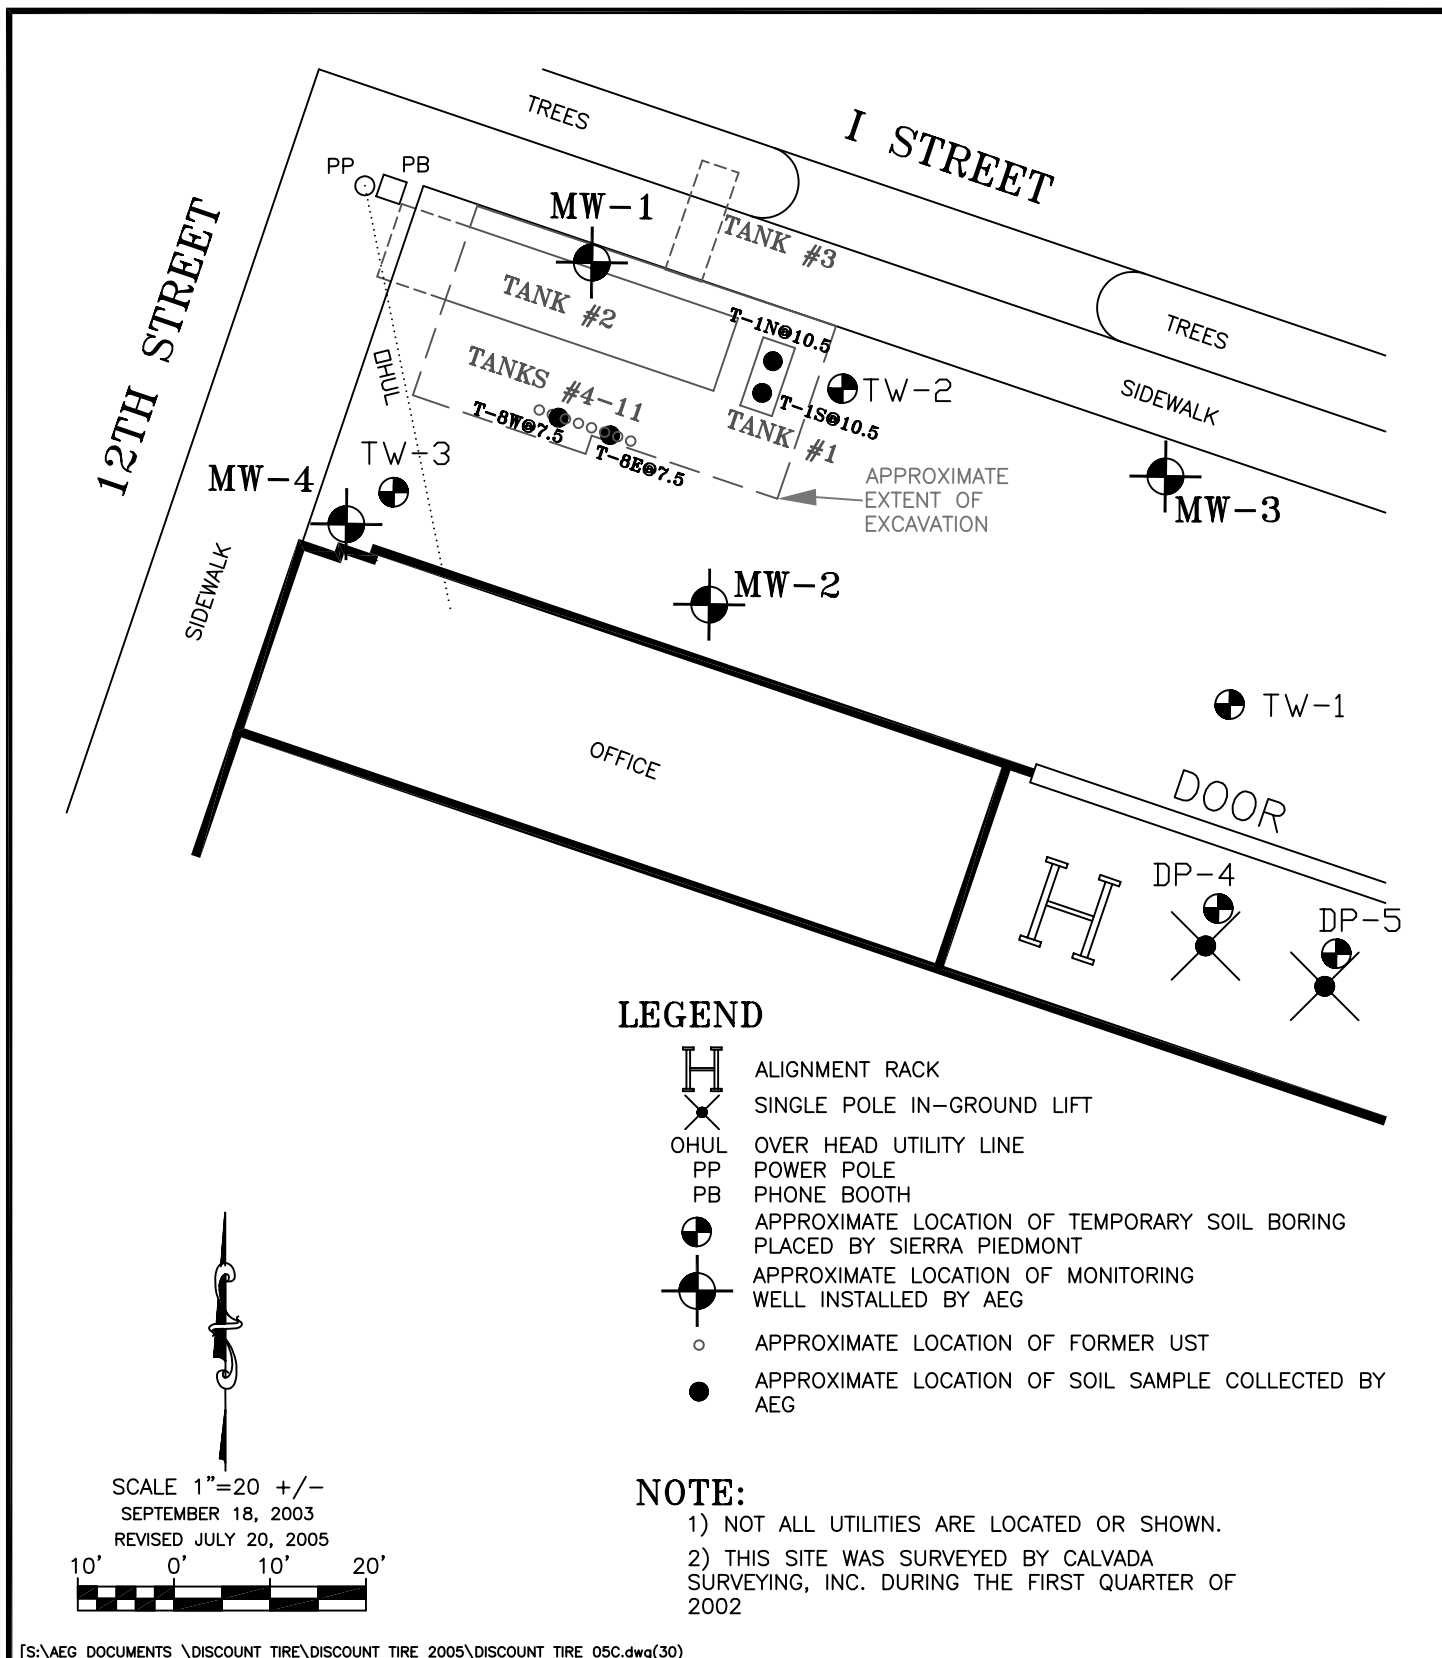 TREES
I STREET
PP
PB
MW-1
TANK #3
12TH STREET
TANK #2
T-1N@10.5
TREES
OHUL
TANKS #4-11
TW-2
SIDEWALK
T-1S@10.5
T-8W@7.5
TANK #1
TW-3
T-8E@7.5
MW-4
APPROXIMATE
EXTENT OF
EXCAVATION
MW-3
SIDEWALK
MW-2
TW-1
OFFICE
DOOR
DP-4
DP-5
LEGEND
ALIGNMENT RACK
SINGLE POLE IN-GROUND LIFT
OHUL OVER HEAD UTILITY LINE
PP POWER POLE
PB PHONE BOOTH
APPROXIMATE LOCATION OF TEMPORARY SOIL BORING
PLACED BY SIERRA PIEDMONT
APPROXIMATE LOCATION OF MONITORING
WELL INSTALLED BY AEG
APPROXIMATE LOCATION OF FORMER UST
APPROXIMATE LOCATION OF SOIL SAMPLE COLLECTED BY
AEG
SCALE 1"=20 +/-
SEPTEMBER 18, 2003
REVISED JULY 20, 2005
10' 0' 10' 20'
NOTE:
1) NOT ALL UTILITIES ARE LOCATED OR SHOWN.
2) THIS SITE WAS SURVEYED BY CALVADA
SURVEYING, INC. DURING THE FIRST QUARTER OF
2002
[S:\AEG DOCUMENTS \DISCOUNT TIRE\DISCOUNT TIRE 2005\DISCOUNT TIRE 05C.dwg(30)